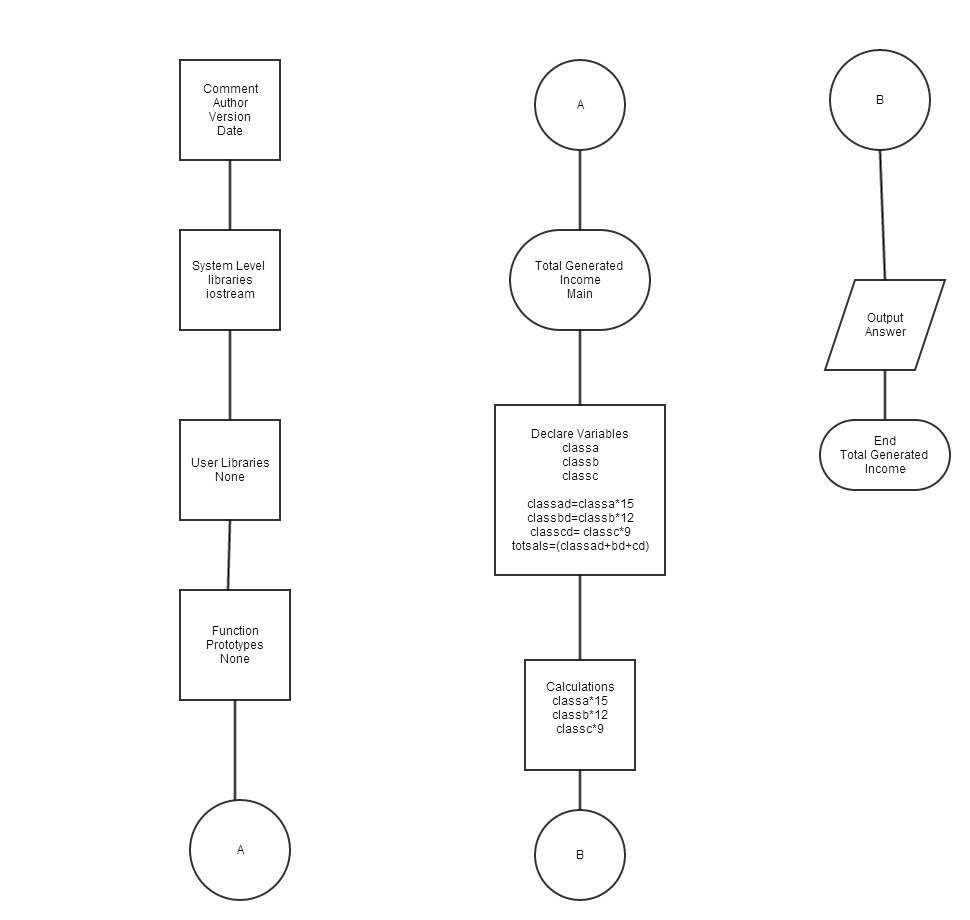 Comment
Author
Version
Date
System Level
libraries
iostream
User Libraries
None
Function
Prototypes
None
A
A
Total Generated
Income
Main
Declare Variables
classa
classb
classc
classad=classa*15
classbd=classb*12
classcd= classc*9
totsals=(classad+bd+cd)
Calculations
classa*15
classb*12
classc*9
B
B
Output
Answer
End
Total Generated
Income